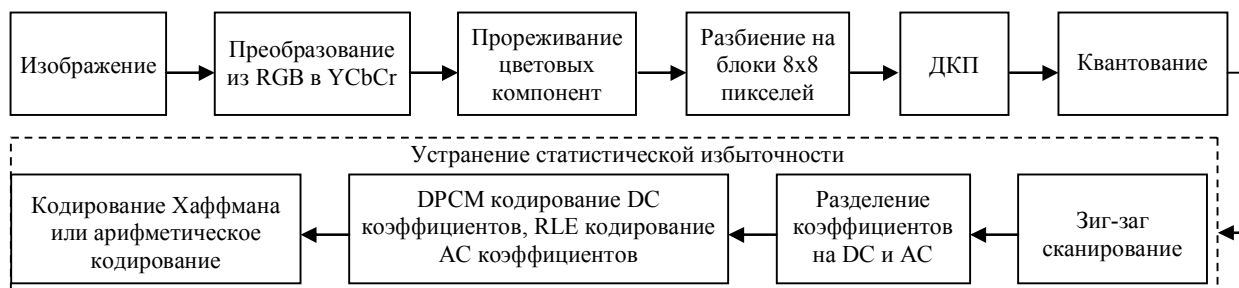 Изображение
Преобразование
из RGB в YCbCr
Прореживание
цветовых
компонент
Разбиение на
блоки 8x8
пикселей
ДКП
Квантование
Устранение статистической избыточности
Кодирование Хаффмана
или арифметическое
кодирование
DPCM кодирование DC
коэффициентов, RLE кодирование
AC коэффициентов
Разделение
коэффициентов
на DC и AC
Зиг-заг
сканирование